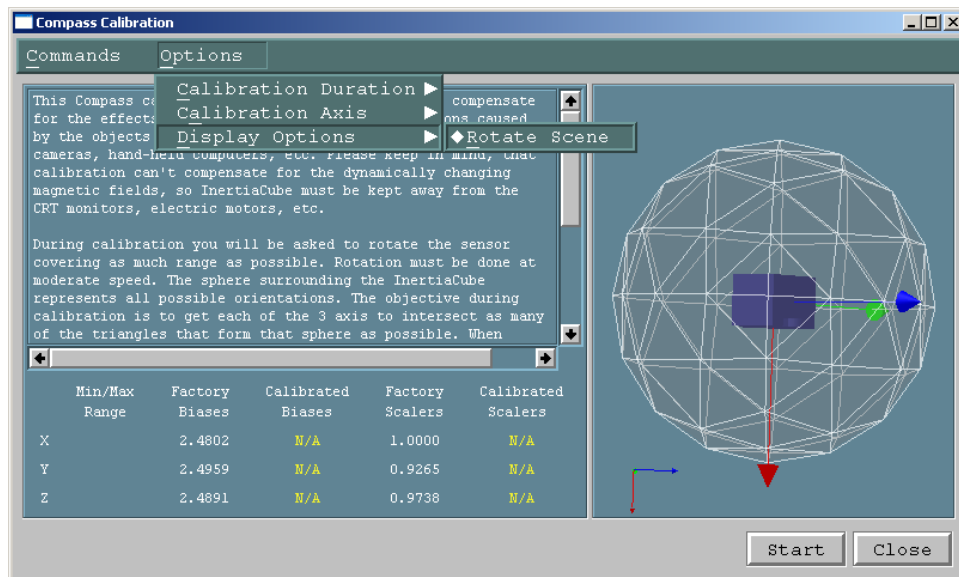 Compass Calibration
Commands Options
Calibration Duration
Calibration Axis
Display Options
Rotate Scene
This Compass ca compensate
for the effects ons caused
by the objects
cameras, hand-held computers, etc. Please keep in mind, that
calibration can't compensate for the dynamically changing
magnetic fields, so InertiaCube must be kept away from the
CRT monitors, electric motors, etc.
During calibration you will be asked to rotate the sensor
covering as much range as possible. Rotation must be done at
moderate speed. The sphere surrounding the InertiaCube
represents all possible orientations. The objective during
calibration is to get each of the 3 axis to intersect as many
of the triangles that form that sphere as possible. When
Min/Max Factory Calibrated Factory Calibrated
Range Biases Biases Scalers Scalers
X 2.4802 N/A 1.0000 N/A
Y 2.4959 N/A 0.9265 N/A
Z 2.4891 N/A 0.9738 N/A
Start Close